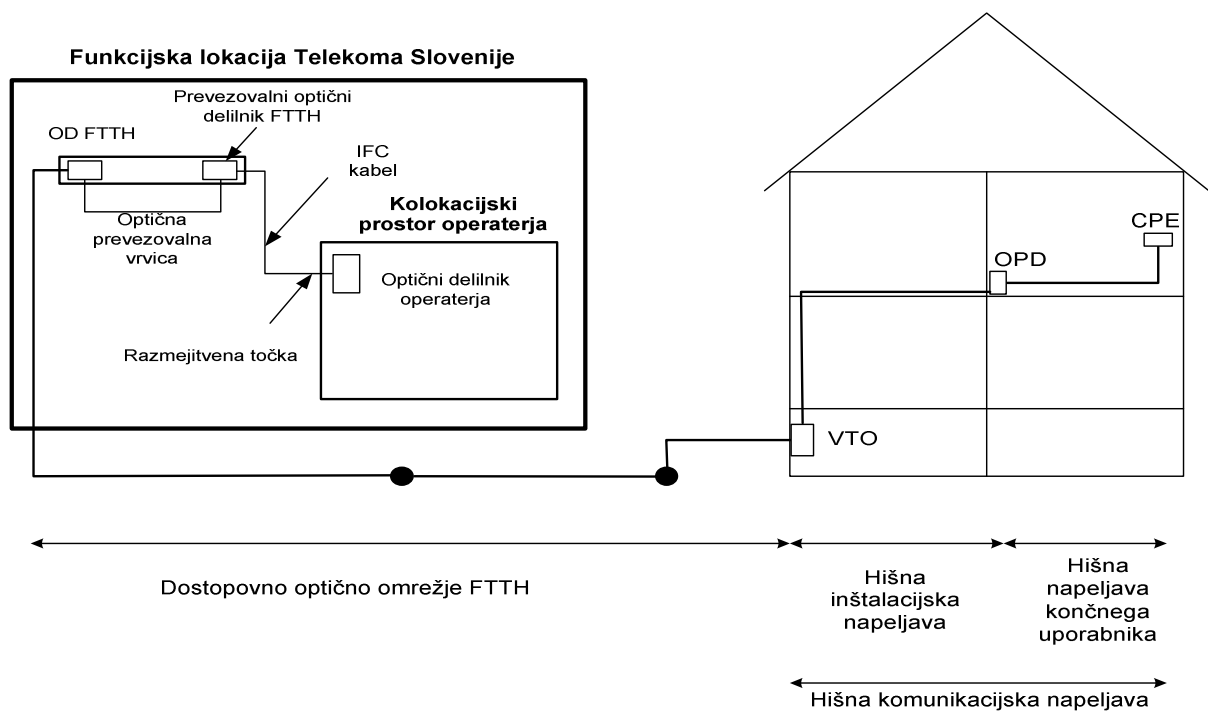 Funkcijska lokacija Telekoma Slovenije
Prevezovalni optični
delilnik FTTH
OD FTTH
IFC
kabel
Optična
prevezovalna
vrvica
Kolokacijski
prostor operaterja
Optični delilnik
operaterja
Razmejitvena točka
CPE
OPD
VTO
Dostopovno optično omrežje FTTH
Hišna
inštalacijska
napeljava
Hišna
napeljava
končnega
uporabnika
Hišna komunikacijska napeljava